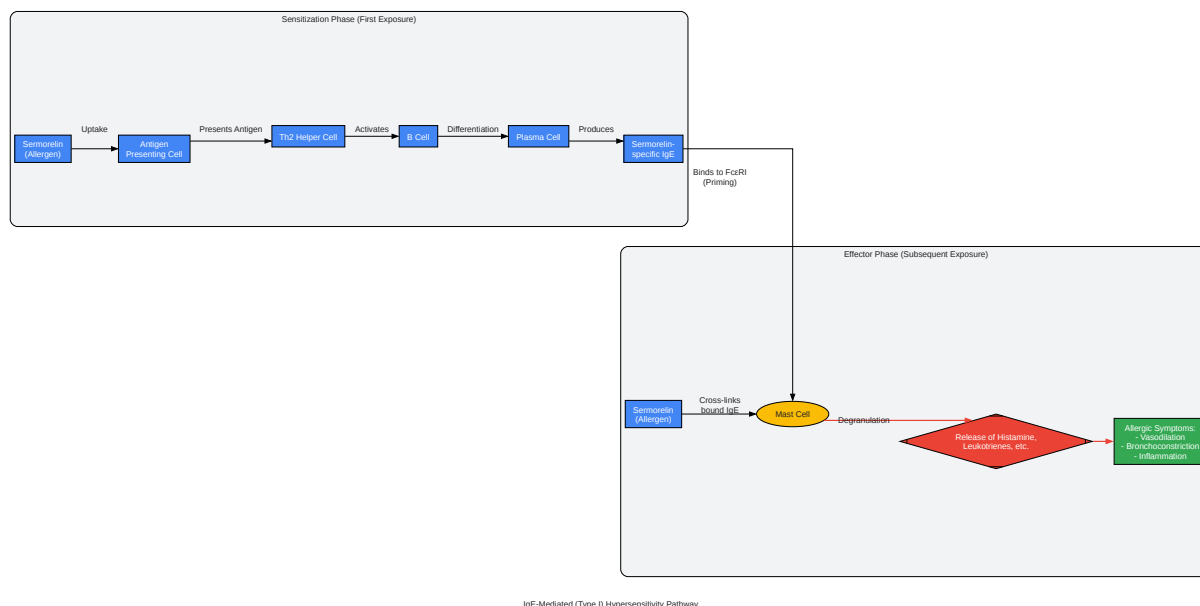 Sensitization Phase (First Exposure)
Uptake
Presents Antigen
Activates
Differentiation
Produces
Sermorelin
(Allergen)
Antigen
Presenting Cell
Th2 Helper Cell
B Cell
Plasma Cell
Sermorelin-
specific IgE
Binds to FcεRI
(Priming)
Effector Phase (Subsequent Exposure)
Sermorelin
(Allergen)
Cross-links
bound IgE
Mast Cell
Degranulation
Release of Histamine,
Leukotrienes, etc.
Allergic Symptoms:
- Vasodilation
- Bronchoconstriction
- Inflammation
IgE-Mediated (Type I) Hypersensitivity Pathway